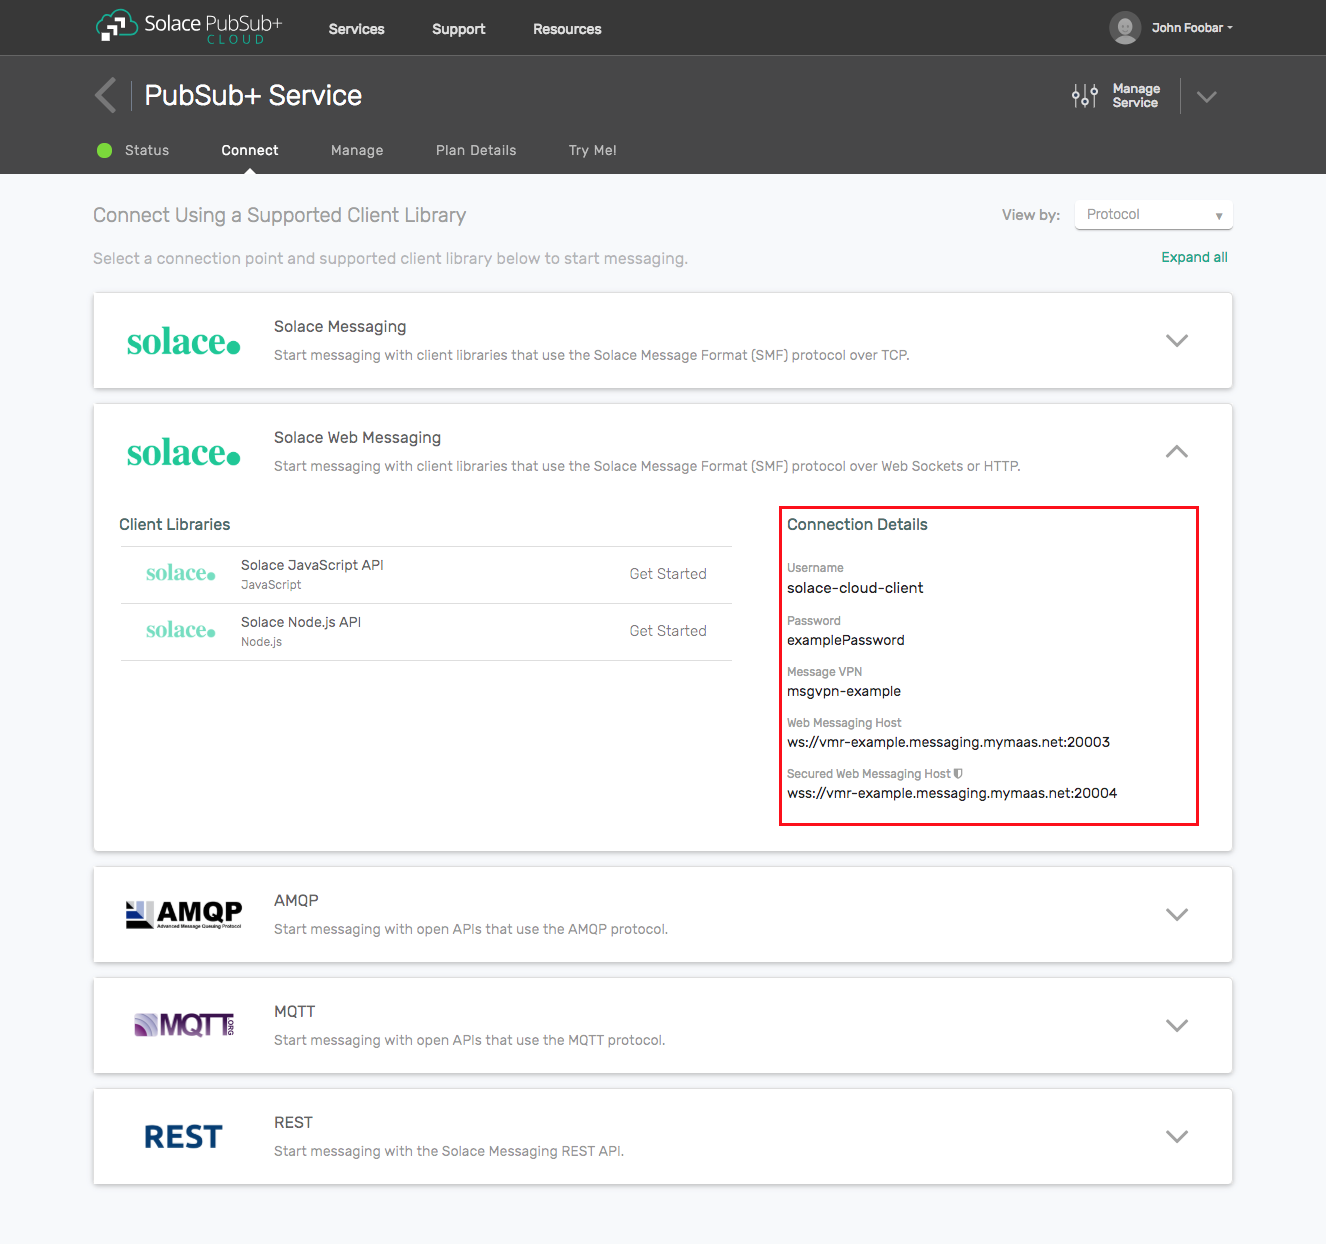 Solace PubSub+
CLOUD
Services
Support
Resources
John Foobar
PubSub+ Service
Manage
Service
Status
Connect
Manage
Plan Details
Try Me!
Connect Using a Supported Client Library
View by:
Protocol
Select a connection point and supported client library below to start messaging.
Expand all
solace.
Solace Messaging
Start messaging with client libraries that use the Solace Message Format (SMF) protocol over TCP.
solace.
Solace Web Messaging
Start messaging with client libraries that use the Solace Message Format (SMF) protocol over Web Sockets or HTTP.
Client Libraries
solace.
Solace JavaScript API
JavaScript
Get Started
solace.
Solace Node.js API
Node.js
Get Started
Connection Details
Username
solace-cloud-client
Password
examplePassword
Message VPN
msgvpn-example
Web Messaging Host
ws://vmr-example.messaging.mymaas.net:20003
Secured Web Messaging Host
wss://vmr-example.messaging.mymaas.net:20004
AMQP
Advanced Message Queuing Protocol
AMQP
Start messaging with open APIs that use the AMQP protocol.
MQTT.ORG
MQTT
Start messaging with open APIs that use the MQTT protocol.
REST
REST
Start messaging with the Solace Messaging REST API.